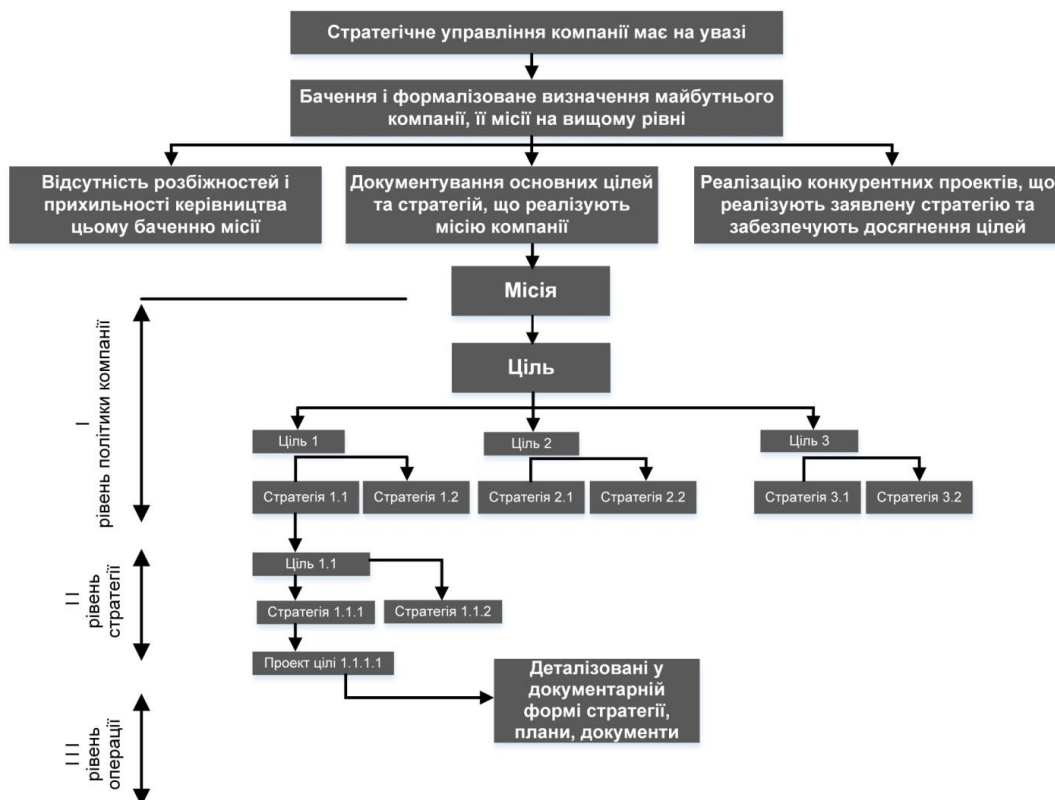 Стратегічне управління компанії має на увазі
Бачення і формалізоване визначення майбутнього
компанії, її місії на вищому рівні
Відсутність розбіжностей і
прихильності керівництва
цьому баченню місії
Документування основних цілей
та стратегій, що реалізують
місію компанії
Реалізацію конкурентних проектів, що
реалізують заявлену стратегію та
забезпечують досягнення цілей
Місія
Ціль
I
рівень політики компанії
Ціль 1
Ціль 2
Ціль 3
Стратегія 1.1
Стратегія 1.2
Стратегія 2.1
Стратегія 2.2
Стратегія 3.1
Стратегія 3.2
I I
рівень
стратегії
Ціль 1.1
Стратегія 1.1.1
Стратегія 1.1.2
Проект цілі 1.1.1.1
Деталізовані у
документарній
формі стратегії,
плани, документи
I I I
рівень
операції